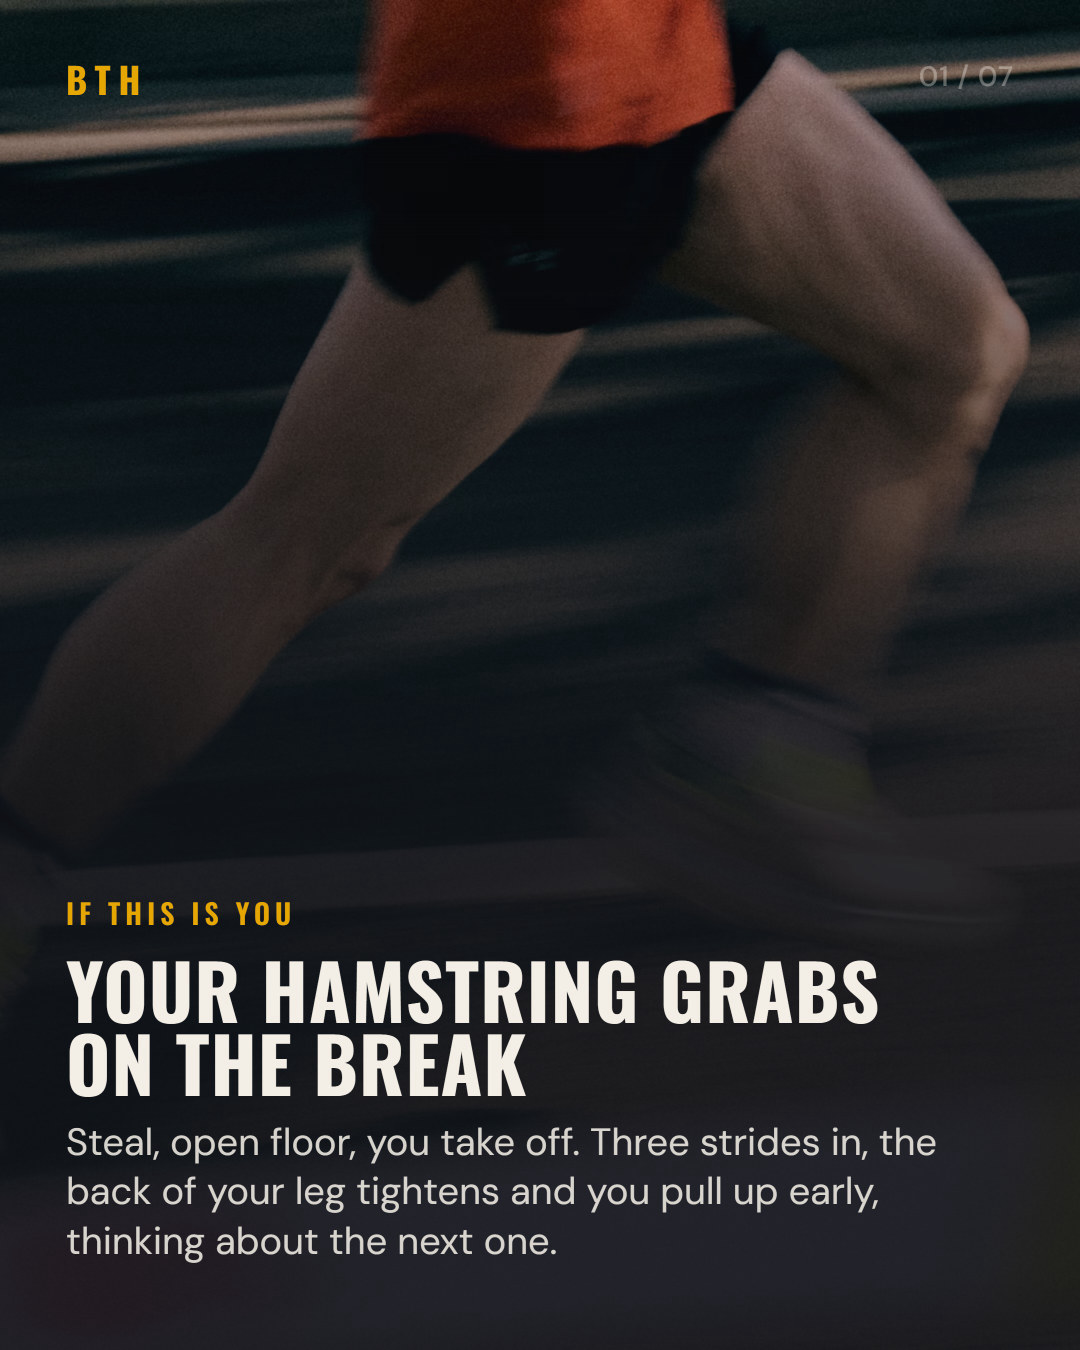 BTH
01 / 07
IF THIS IS YOU
YOUR HAMSTRING GRABS
ON THE BREAK
Steal, open floor, you take off. Three strides in, the
back of your leg tightens and you pull up early,
thinking about the next one.